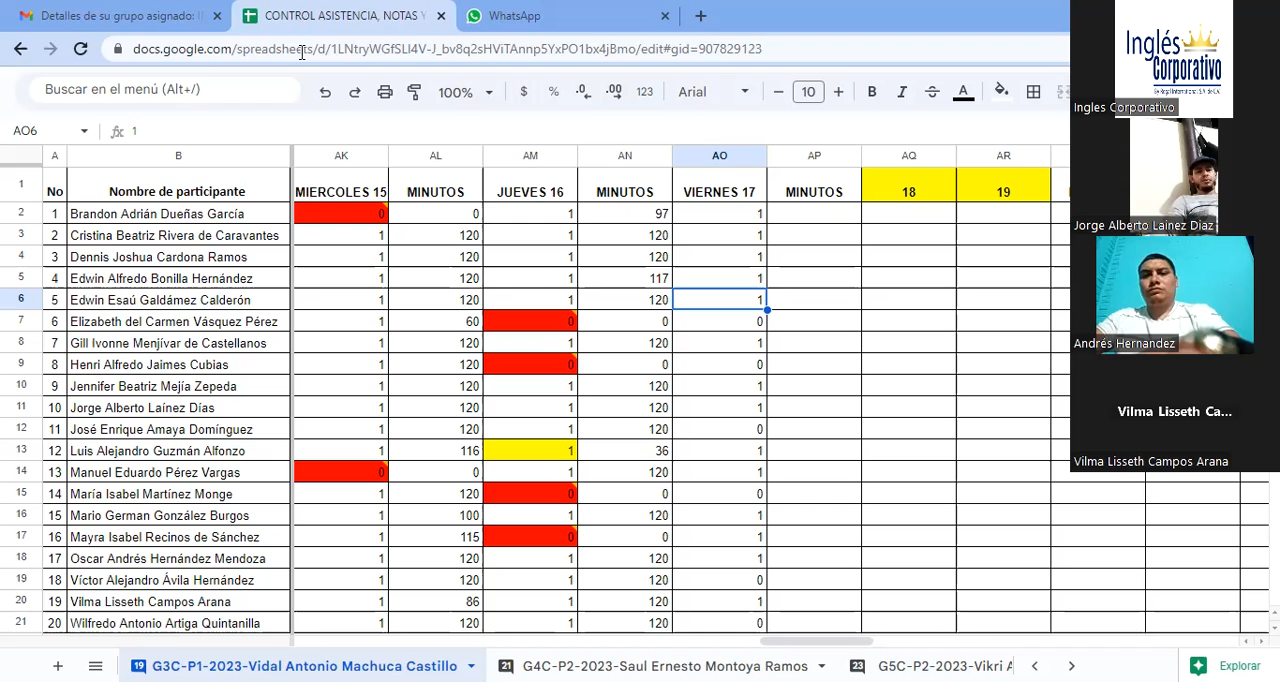 Detalles de su grupo asignado: I
CONTROL ASISTENCIA, NOTAS Y
WhatsApp
docs.google.com/spreadsheets/d/1LNtryWGfSLl4V-J_bv8q2sHViTAnnp5YxPO1bx4jBmo/edit#gid=907829123
Buscar en el menú (Alt+/) 100% $ % .0 .00 123 Arial 10 B I A
AO6 fx 1
A B AK AL AM AN AO AP AQ AR
1 No Nombre de participante MIERCOLES 15 MINUTOS JUEVES 16 MINUTOS VIERNES 17 MINUTOS 18 19
2 1 Brandon Adrián Dueñas García 0 0 1 97 1
3 2 Cristina Beatriz Rivera de Caravantes 1 120 1 120 1
4 3 Dennis Joshua Cardona Ramos 1 120 1 120 1
5 4 Edwin Alfredo Bonilla Hernández 1 120 1 117 1
6 5 Edwin Esaú Galdámez Calderón 1 120 1 120 1
7 6 Elizabeth del Carmen Vásquez Pérez 1 60 0 0 0
8 7 Gill Ivonne Menjívar de Castellanos 1 120 1 120 1
9 8 Henri Alfredo Jaimes Cubias 1 120 0 0 0
10 9 Jennifer Beatriz Mejía Zepeda 1 120 1 120 1
11 10 Jorge Alberto Laínez Días 1 120 1 120 1
12 11 José Enrique Amaya Domínguez 1 120 1 120 0
13 12 Luis Alejandro Guzmán Alfonzo 1 116 1 36 1
14 13 Manuel Eduardo Pérez Vargas 0 0 1 120 1
15 14 María Isabel Martínez Monge 1 120 0 0 0
16 15 Mario German González Burgos 1 100 1 120 1
17 16 Mayra Isabel Recinos de Sánchez 1 115 0 0 1
18 17 Oscar Andrés Hernández Mendoza 1 120 1 120 1
19 18 Víctor Alejandro Ávila Hernández 1 120 1 120 0
20 19 Vilma Lisseth Campos Arana 1 86 1 120 1
21 20 Wilfredo Antonio Artiga Quintanilla 1 120 1 120 0
19 G3C-P1-2023-Vidal Antonio Machuca Castillo
21 G4C-P2-2023-Saul Ernesto Montoya Ramos
23 G5C-P2-2023-Vikri
Explorar
Inglés
Corporativo
Ingles Corporativo
Jorge Alberto Lainez Diaz
Andrés Hernandez
Vilma Lisseth Ca...
Vilma Lisseth Campos Arana